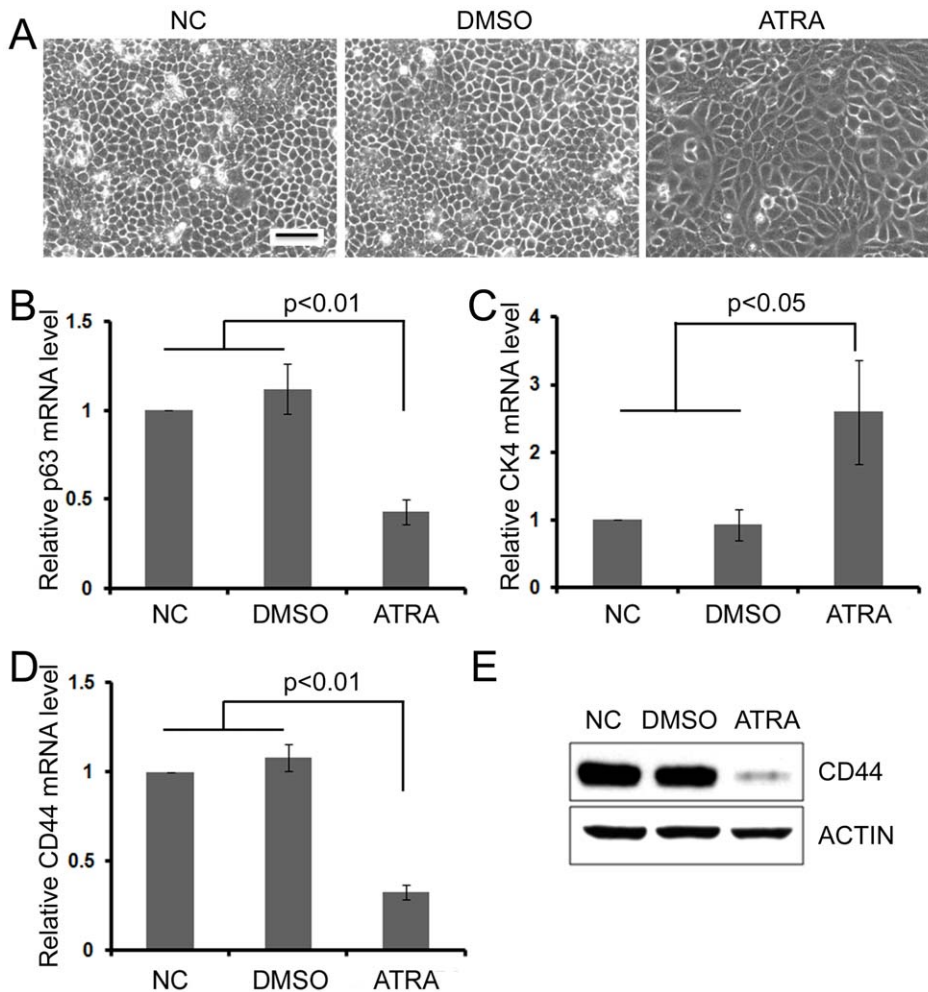 A
NC DMSO ATRA
B
Relative p63 mRNA level
1.5
1
0.5
0
p<0.01
NC DMSO ATRA
C
Relative CK4 mRNA level
4
3
2
1
0
p<0.05
NC DMSO ATRA
D
Relative CD44 mRNA level
1.5
1
0.5
0
p<0.01
NC DMSO ATRA
E
NC DMSO ATRA
CD44
ACTIN